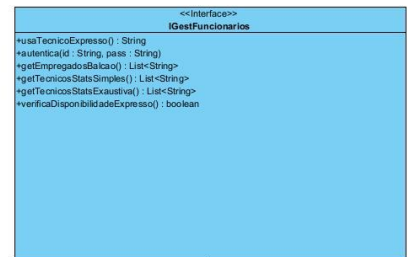 <<Interface>>
IGestFuncionarios
+usaTecnicoExpresso() : String
+autentica(id : String, pass : String)
+getEmpregadosBalcao() : List<String>
+getTecnicosStatsSimples() : List<String>
+getTecnicosStatsExaustiva() : List<String>
+verificaDisponibilidadeExpresso() : boolean